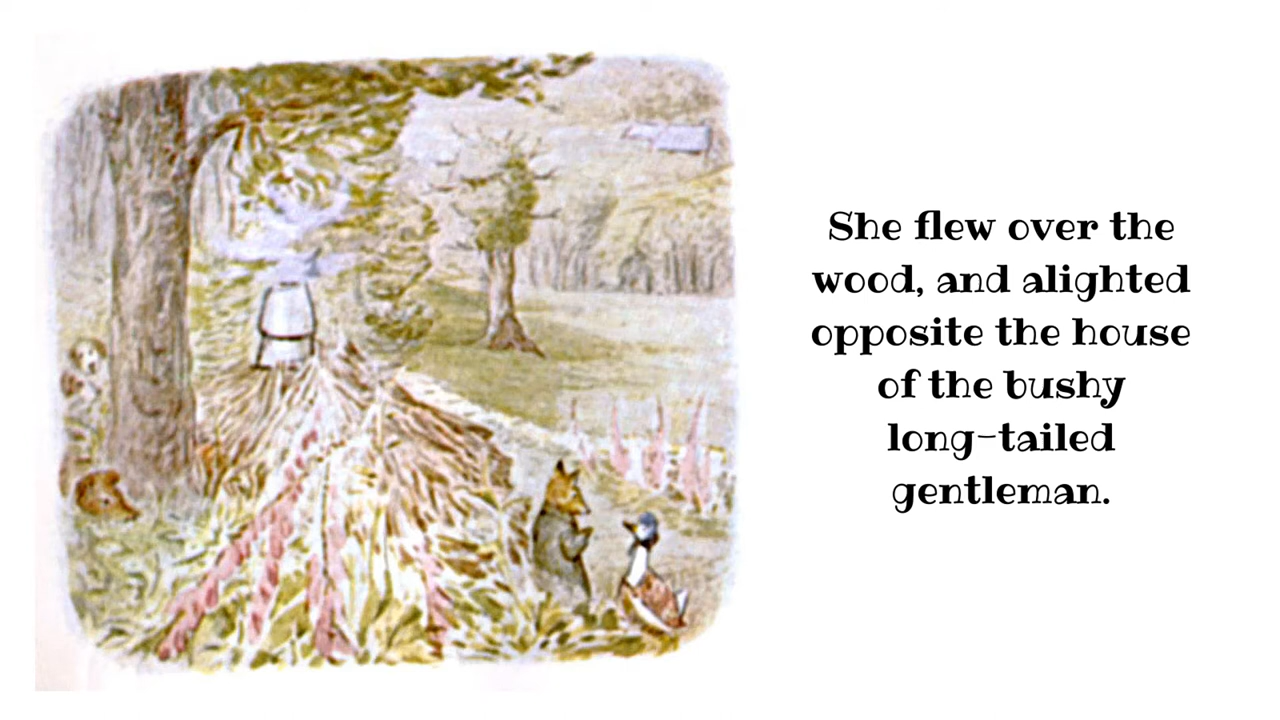 She flew over the
wood, and alighted
opposite the house
of the bushy
long-tailed
gentleman.